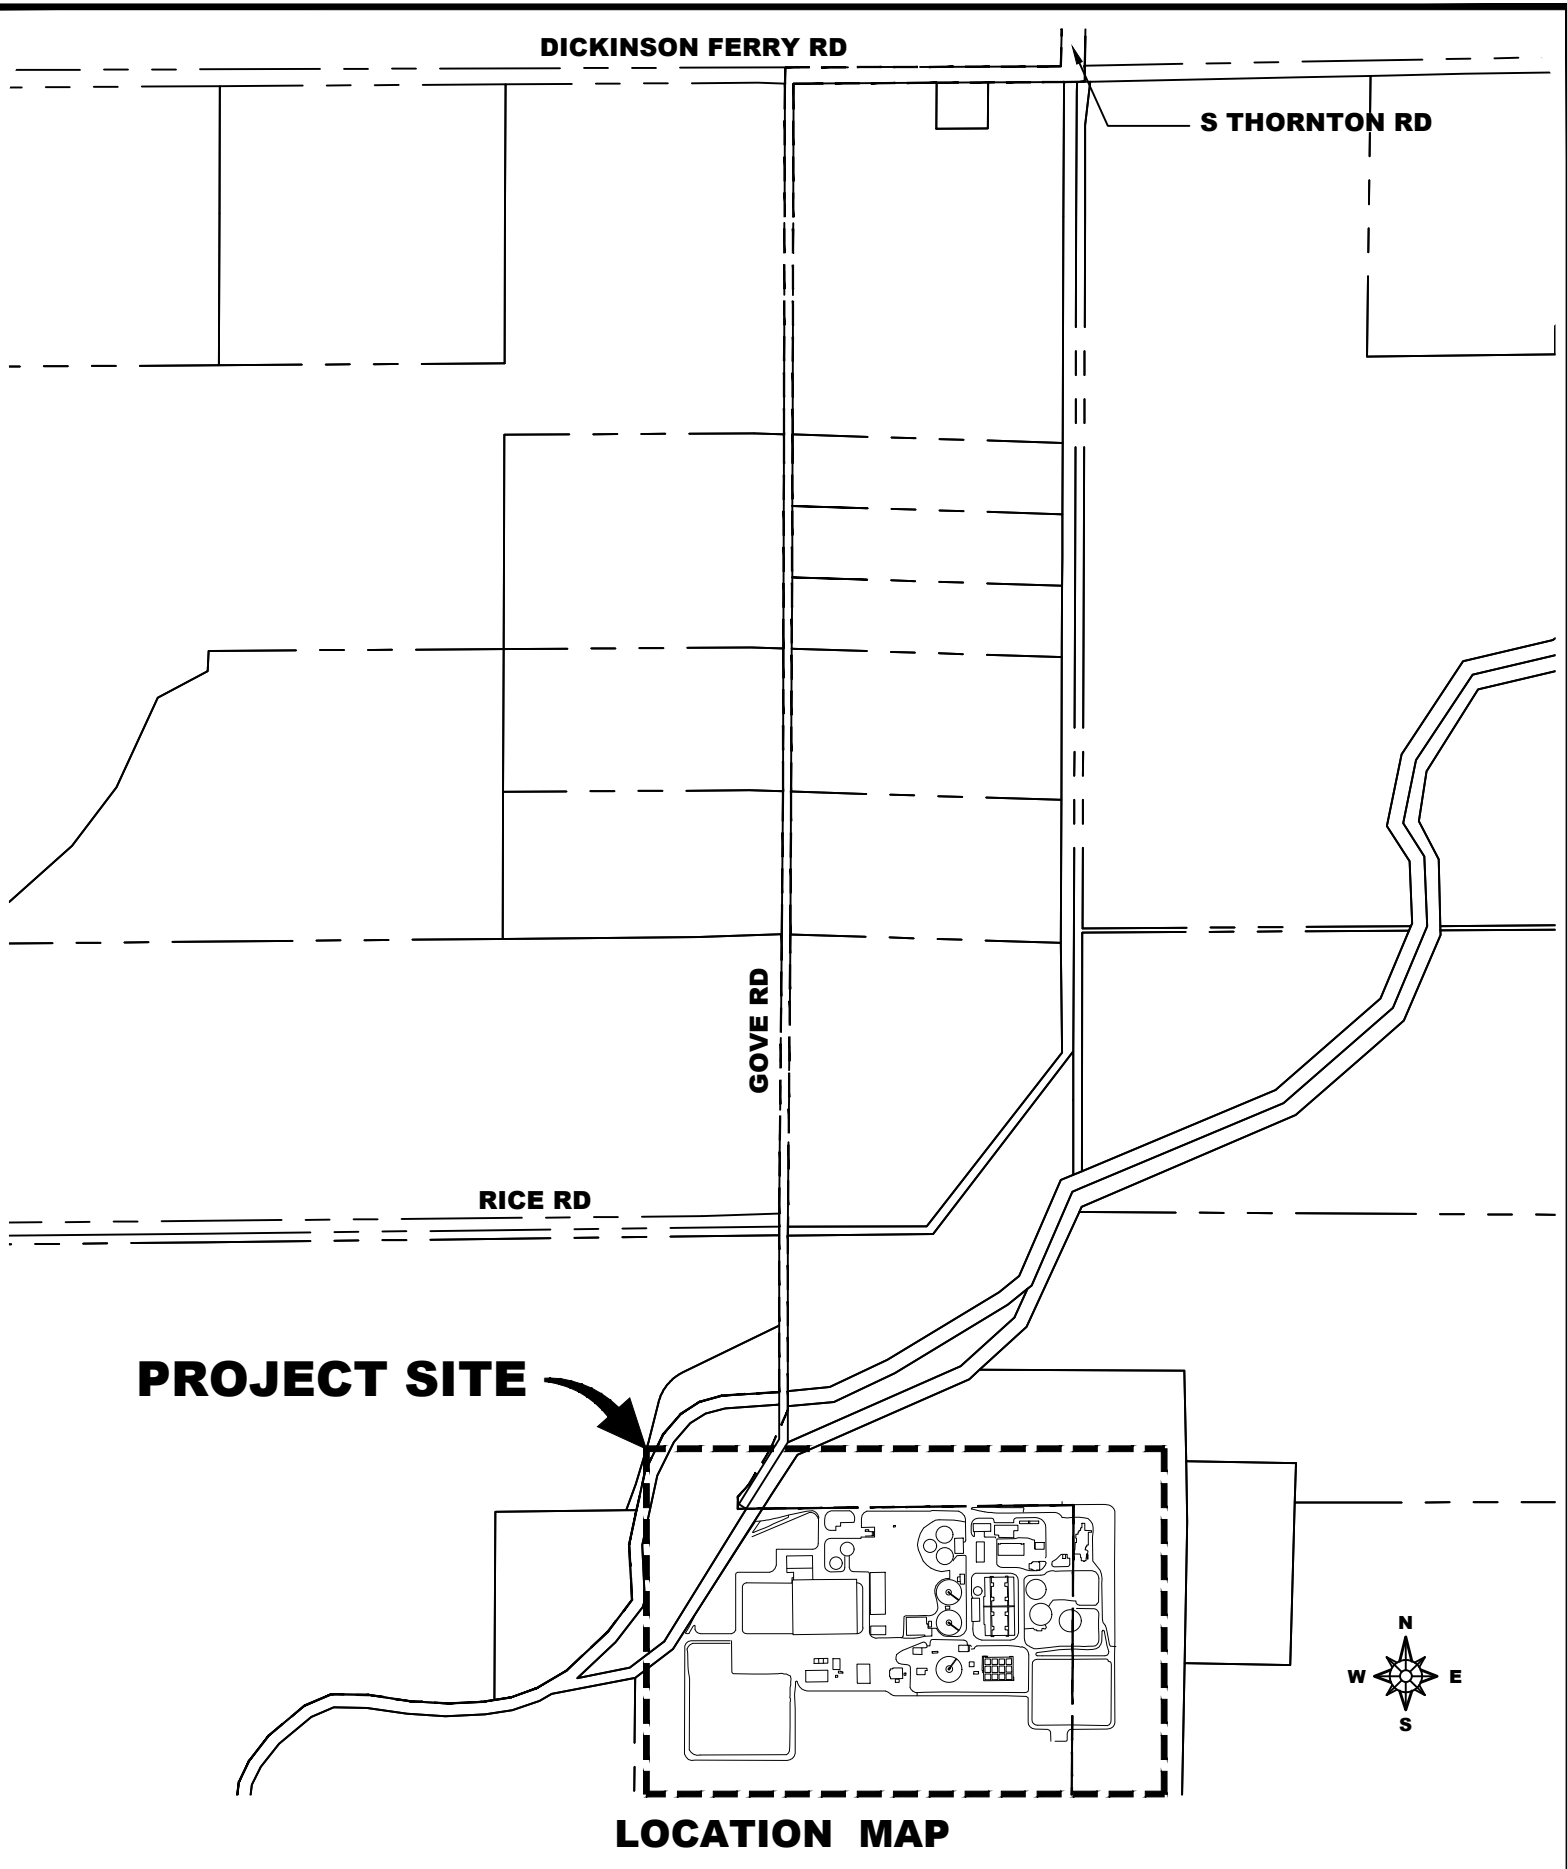 DICKINSON FERRY RD
S THORNTON RD
GOVE RD
RICE RD
PROJECT SITE
N
W
E
S
LOCATION MAP